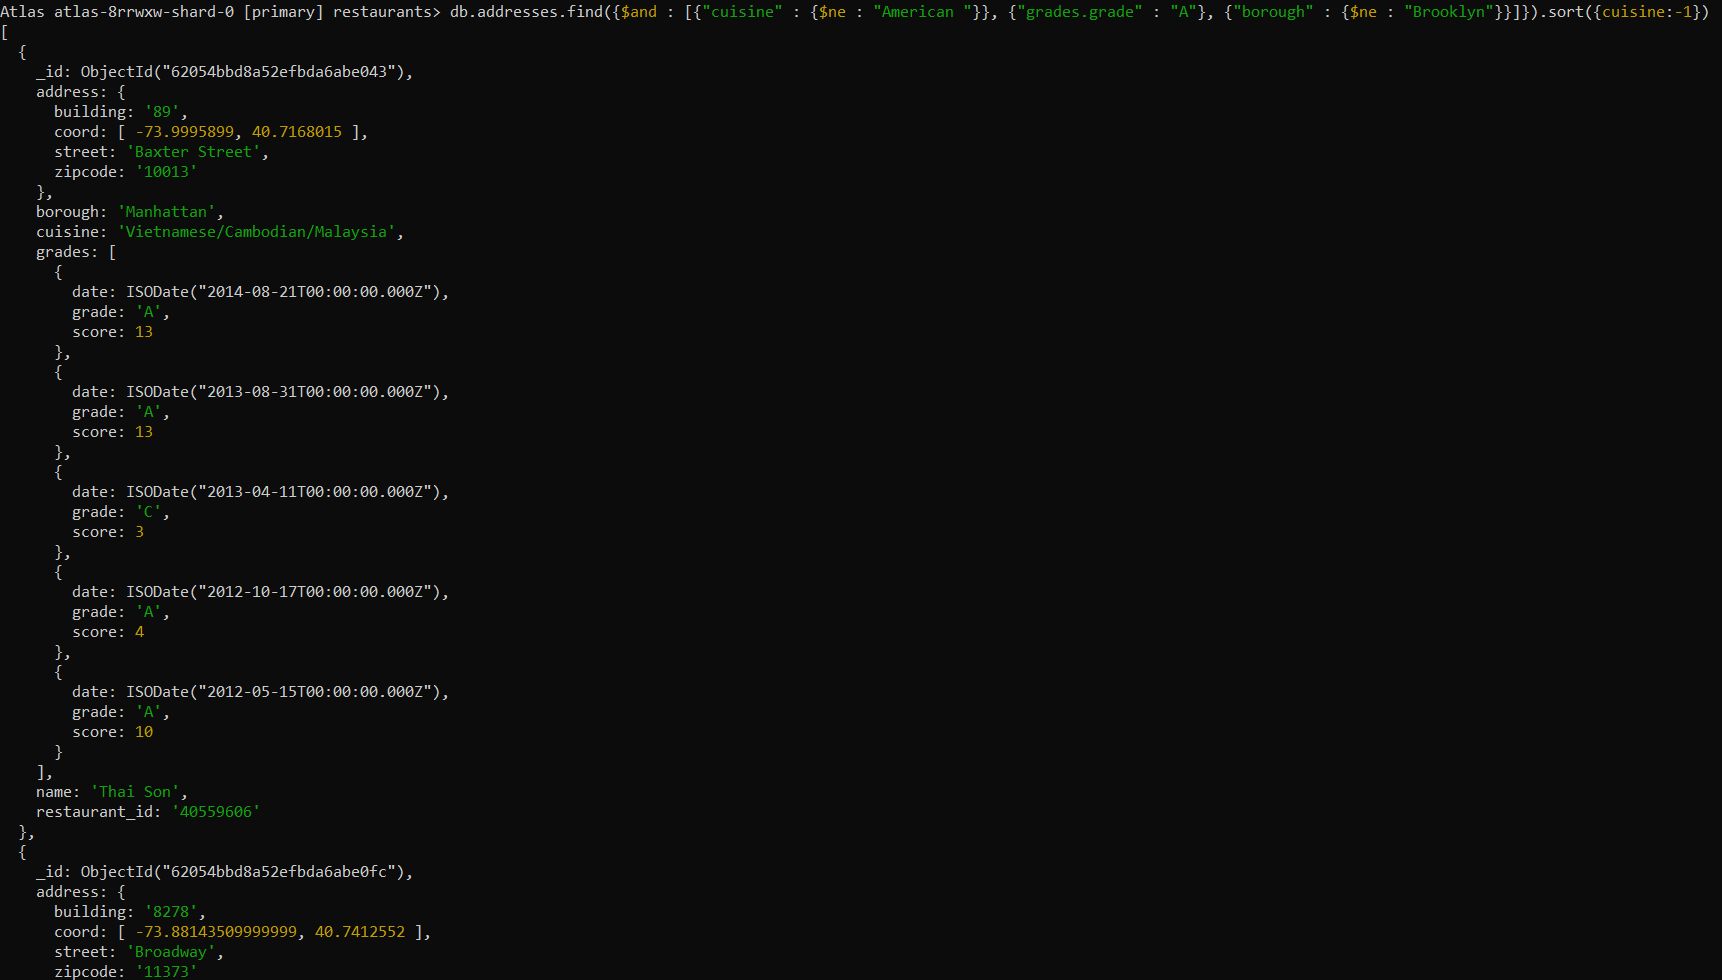 Atlas atlas-8rrwxw-shard-0 [primary] restaurants> db.addresses.find({$and : [{"cuisine" : {$ne : "American "}}, {"grades.grade" : "A"}, {"borough" : {$ne : "Brooklyn"}}]}).sort({cuisine:-1})
[
  {
    _id: ObjectId("62054bbd8a52efbda6abe043"),
    address: {
      building: '89',
      coord: [ -73.9995899, 40.7168015 ],
      street: 'Baxter Street',
      zipcode: '10013'
    },
    borough: 'Manhattan',
    cuisine: 'Vietnamese/Cambodian/Malaysia',
    grades: [
      {
        date: ISODate("2014-08-21T00:00:00.000Z"),
        grade: 'A',
        score: 13
      },
      {
        date: ISODate("2013-08-31T00:00:00.000Z"),
        grade: 'A',
        score: 13
      },
      {
        date: ISODate("2013-04-11T00:00:00.000Z"),
        grade: 'C',
        score: 3
      },
      {
        date: ISODate("2012-10-17T00:00:00.000Z"),
        grade: 'A',
        score: 4
      },
      {
        date: ISODate("2012-05-15T00:00:00.000Z"),
        grade: 'A',
        score: 10
      }
    ],
    name: 'Thai Son',
    restaurant_id: '40559606'
  },
  {
    _id: ObjectId("62054bbd8a52efbda6abe0fc"),
    address: {
      building: '8278',
      coord: [ -73.88143509999999, 40.7412552 ],
      street: 'Broadway',
      zipcode: '11373'